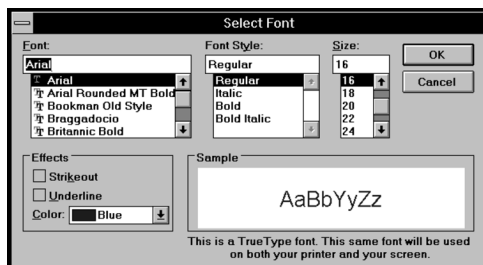 Select Font
Font:
Font Style:
Size:
Arial
Regular
16
OK
Cancel
Arial
Arial Rounded MT Bold
Bookman Old Style
Braggadocio
Britannic Bold
Regular
Italic
Bold
Bold Italic
16
18
20
22
24
Effects
Strikeout
Underline
Color:
Blue
Sample
AaBbYyZz
This is a TrueType font. This same font will be used
on both your printer and your screen.